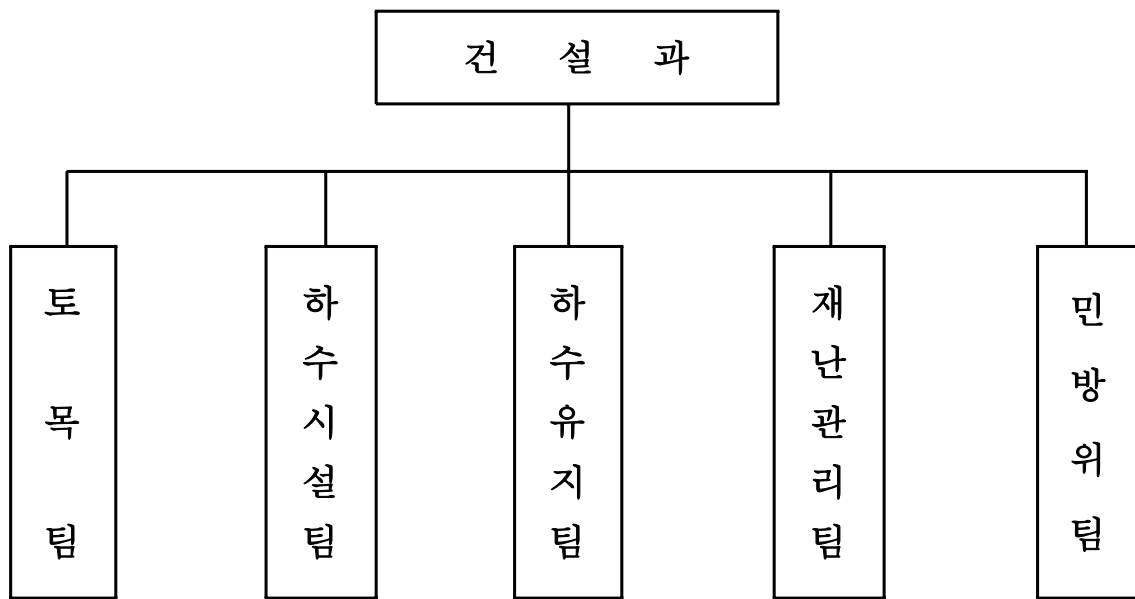 건 설 과
토목팀
하수시설팀
하수유지팀
재난관리팀
민방위팀